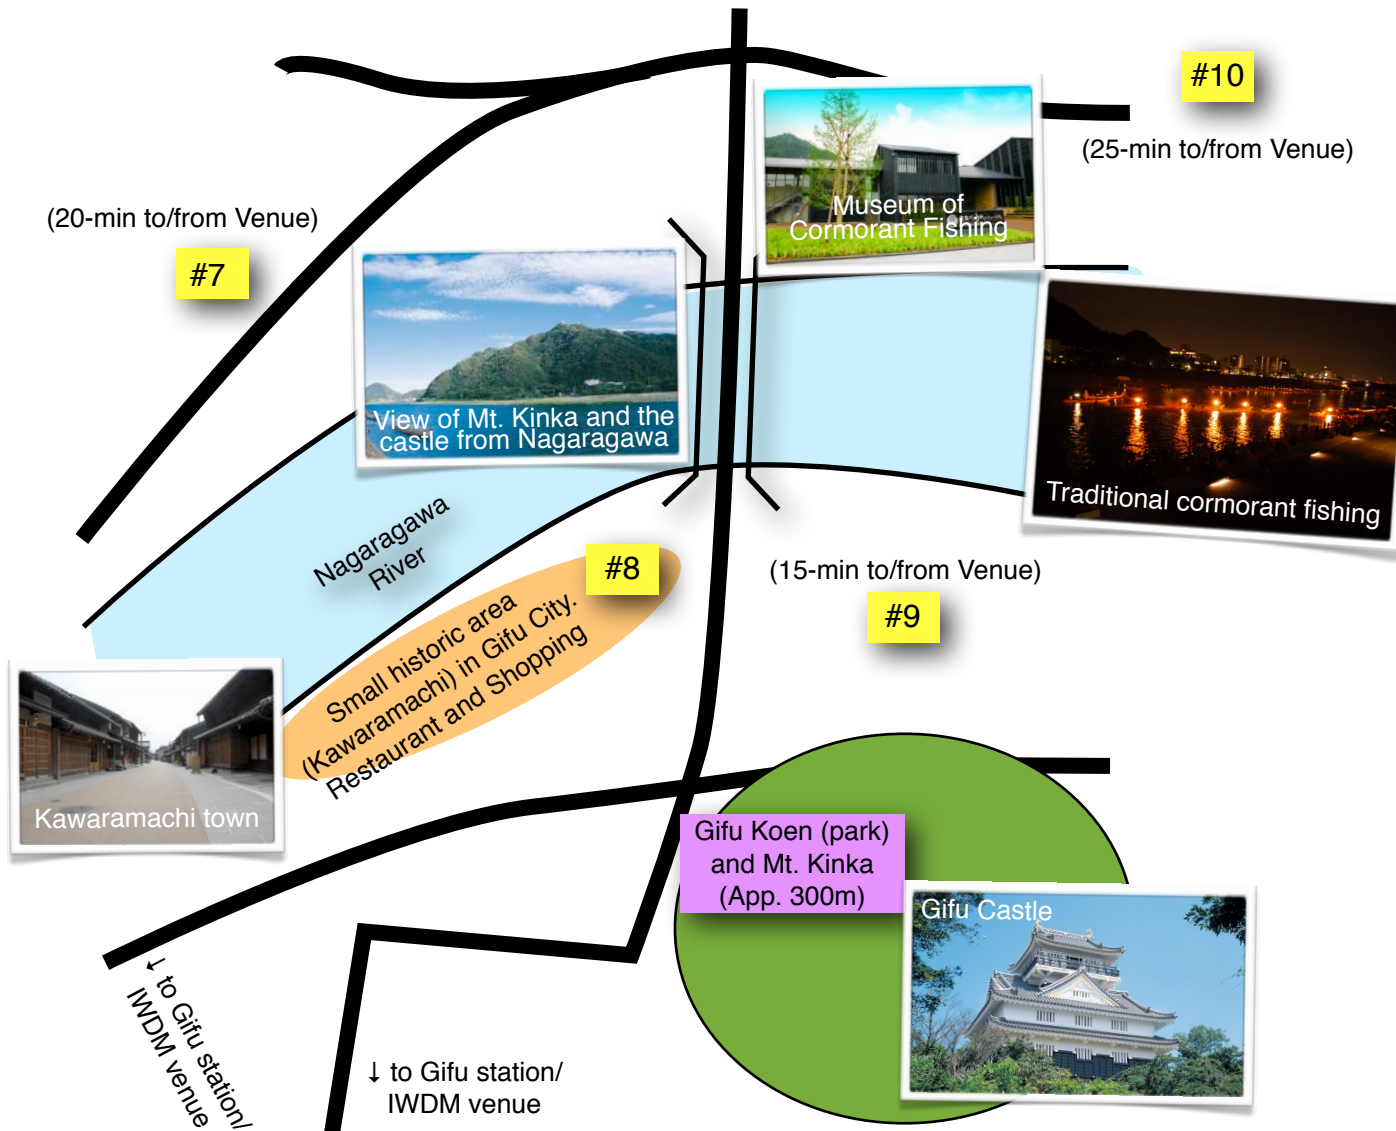 #10
(25-min to/from Venue)
Museum of
Cormorant Fishing
(20-min to/from Venue)
#7
View of Mt. Kinka and the
castle from Nagaragawa
Traditional cormorant fishing
Nagaragawa
River
#8
(15-min to/from Venue)
#9
Small historic area
(Kawaramachi) in Gifu City.
Restaurant and Shopping
Kawaramachi town
Gifu Koen (park)
and Mt. Kinka
(App. 300m)
Gifu Castle
↓ to Gifu station/
IWDM venue
↓ to Gifu station/
IWDM venue